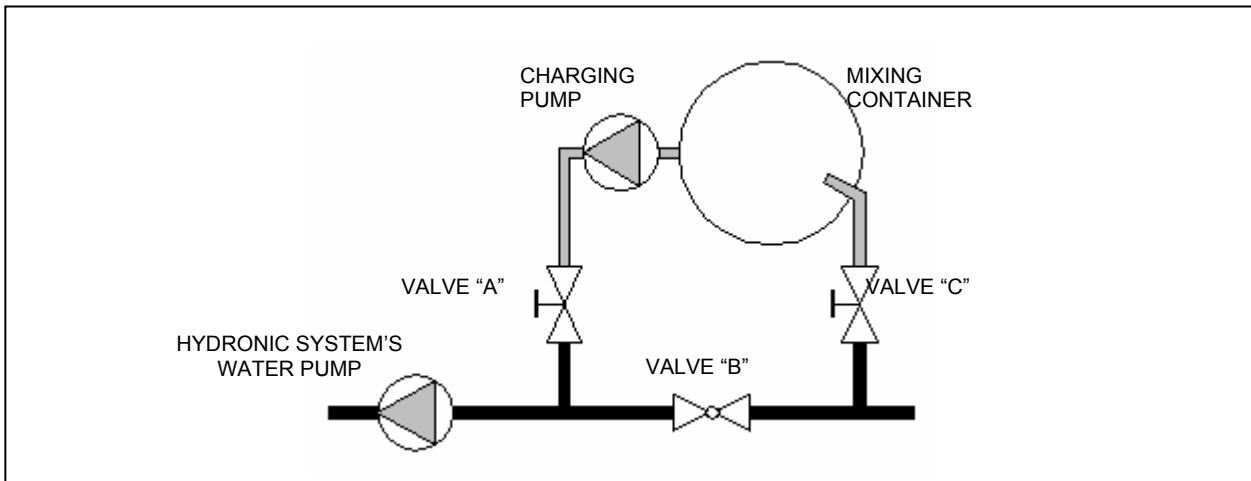 CHARGING
PUMP
MIXING
CONTAINER
VALVE “A”
VALVE “C”
HYDRONIC SYSTEM’S
WATER PUMP
VALVE “B”